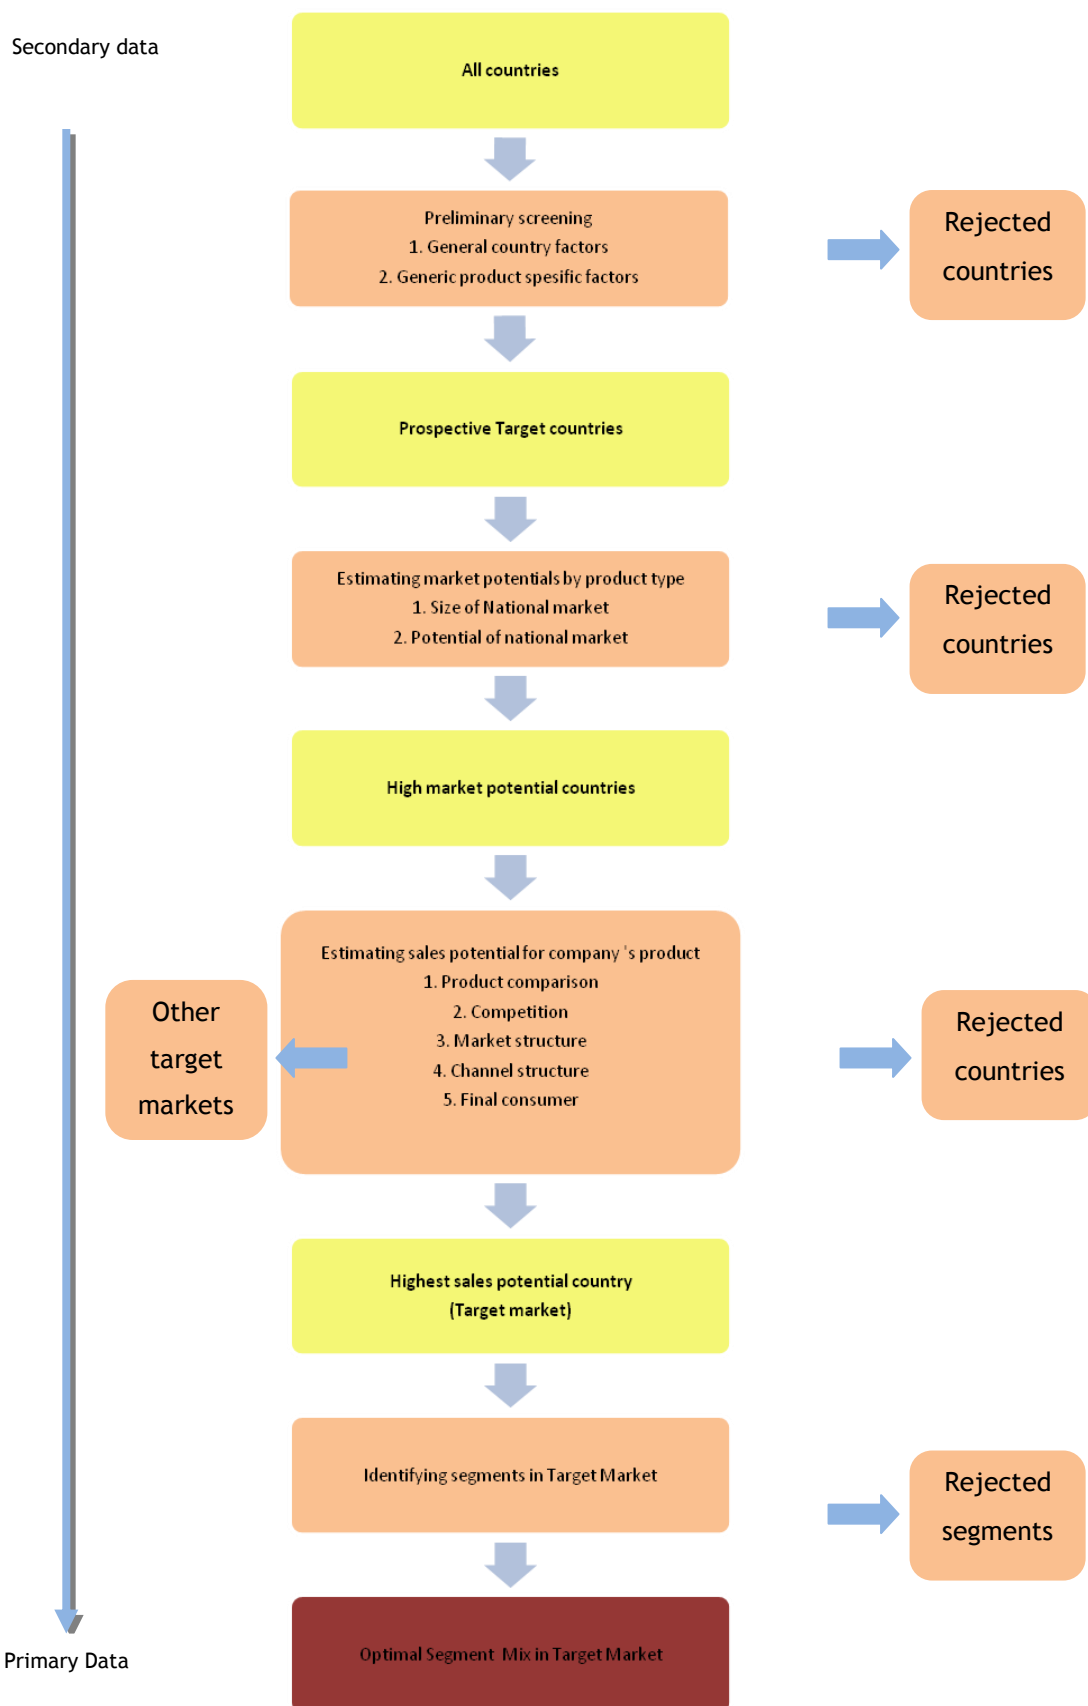 Secondary data
All countries
Preliminary screening
1. General country factors
2. Generic product spesific factors
Rejected
countries
Prospective Target countries
Estimating market potentials by product type
1. Size of National market
2. Potential of national market
Rejected
countries
High market potential countries
Estimating sales potential for company 's product
1. Product comparison
2. Competition
3. Market structure
4. Channel structure
5. Final consumer
Other
target
markets
Rejected
countries
Highest sales potential country
(Target market)
Identifying segments in Target Market
Rejected
segments
Optimal Segment Mix in Target Market
Primary Data